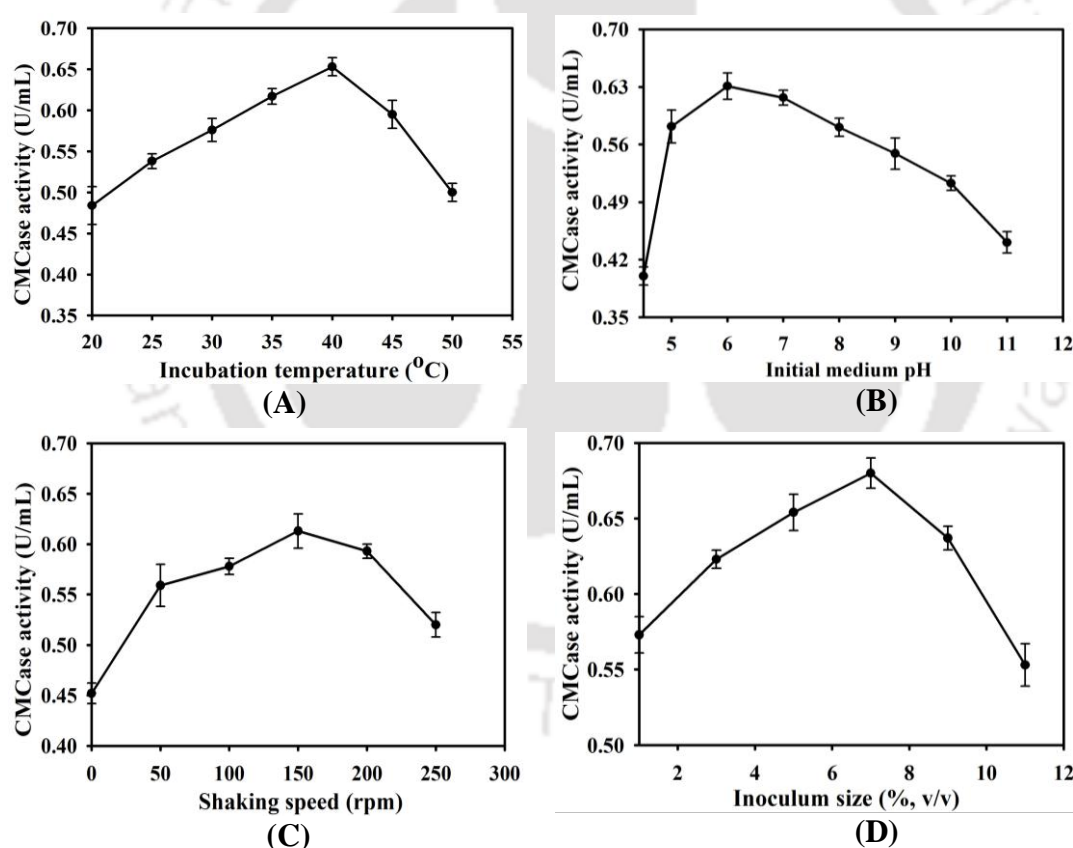 0.70
0.65
0.60
0.55
0.50
0.45
0.40
0.35
CMCase activity (U/mL)
20 25 30 35 40 45 50 55
Incubation temperature (°C)
(A)
0.70
0.63
0.56
0.49
0.42
0.35
CMCase activity (U/mL)
5 6 7 8 9 10 11 12
Initial medium pH
(B)
0.70
0.65
0.60
0.55
0.50
0.45
0.40
CMCase activity (U/mL)
0 50 100 150 200 250 300
Shaking speed (rpm)
(C)
0.70
0.65
0.60
0.55
0.50
CMCase activity (U/mL)
2 4 6 8 10 12
Inoculum size (%, v/v)
(D)